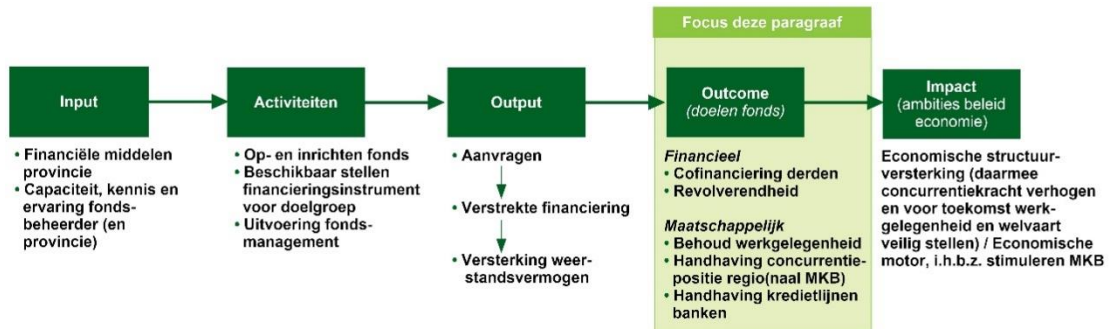 Focus deze paragraaf
Input
• Financiële middelen
provincie
• Capaciteit, kennis en
ervaring fonds-
beheerder (en
provincie)
Activiteiten
• Op- en inrichten fonds
• Beschikbaar stellen
financieringsinstrument
voor doelgroep
• Uitvoering fonds-
management
Output
• Aanvragen
• Verstrekte financiering
• Versterking weer-
standsvermogen
Outcome
(doelen fonds)
Financieel
• Cofinanciering derden
• Revolverendheid
Maatschappelijk
• Behoud werkgelegenheid
• Handhaving concurrentie-
positie regio(naal MKB)
• Handhaving kredietlijnen
banken
Impact
(ambities beleid
economie)
Economische structuur-
versterking (daarmee
concurrentiekracht verhogen
en voor toekomst werk-
gelegenheid en welvaart
veilig stellen) / Economische
motor, i.h.b.z. stimuleren MKB